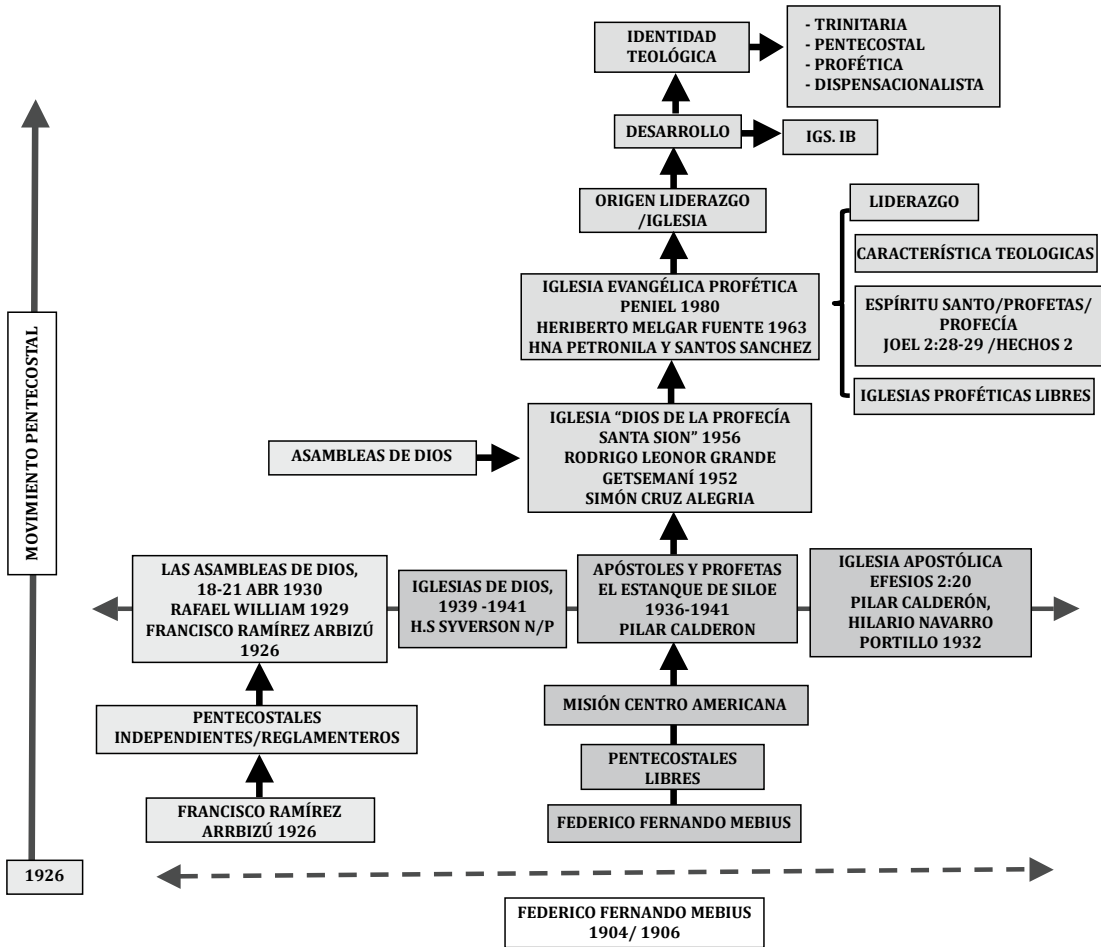 IDENTIDAD
TEOLÓGICA
- TRINITARIA
- PENTECOSTAL
- PROFÉTICA
- DISPENSACIONALISTA
DESARROLLO
IGS. IB
ORIGEN LIDERAZGO
/IGLESIA
LIDERAZGO
CARACTERÍSTICA TEOLOGICAS
ESPÍRITU SANTO/PROFETAS/
PROFECÍA
JOEL 2:28-29 /HECHOS 2
IGLESIAS PROFÉTICAS LIBRES
IGLESIA EVANGÉLICA PROFÉTICA
PENIEL 1980
HERIBERTO MELGAR FUENTE 1963
HNA PETRONILA Y SANTOS SANCHEZ
MOVIMIENTO PENTECOSTAL
ASAMBLEAS DE DIOS
IGLESIA “DIOS DE LA PROFECÍA
SANTA SION” 1956
RODRIGO LEONOR GRANDE
GETSEMANÍ 1952
SIMÓN CRUZ ALEGRIA
LAS ASAMBLEAS DE DIOS,
18-21 ABR 1930
RAFAEL WILLIAM 1929
FRANCISCO RAMÍREZ ARBIZÚ
1926
IGLESIAS DE DIOS,
1939 -1941
H.S SYVERSON N/P
APÓSTOLES Y PROFETAS
EL ESTANQUE DE SILOE
1936-1941
PILAR CALDERON
IGLESIA APOSTÓLICA
EFESIOS 2:20
PILAR CALDERÓN,
HILARIO NAVARRO
PORTILLO 1932
PENTECOSTALES
INDEPENDIENTES/REGLAMENTEROS
MISIÓN CENTRO AMERICANA
PENTECOSTALES
LIBRES
FRANCISCO RAMÍREZ
ARRBIZÚ 1926
FEDERICO FERNANDO MEBIUS
1926
FEDERICO FERNANDO MEBIUS
1904/ 1906